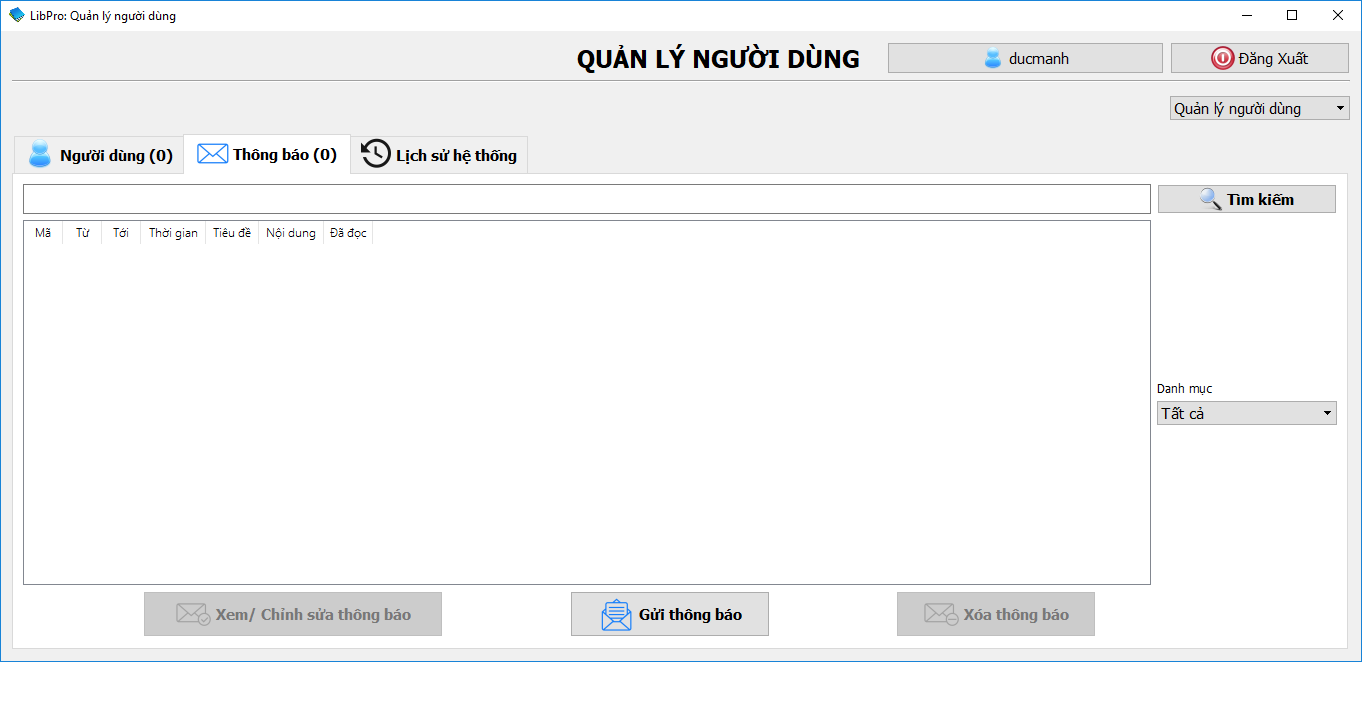 LibPro: Quản lý người dùng
QUẢN LÝ NGƯỜI DÙNG
ducmanh
Đăng Xuất
Quản lý người dùng
Người dùng (0)
Thông báo (0)
Lịch sử hệ thống
Tìm kiếm
Mã Từ Tới Thời gian Tiêu đề Nội dung Đã đọc
Danh mục
Tất cả
Xem/ Chỉnh sửa thông báo
Gửi thông báo
Xóa thông báo